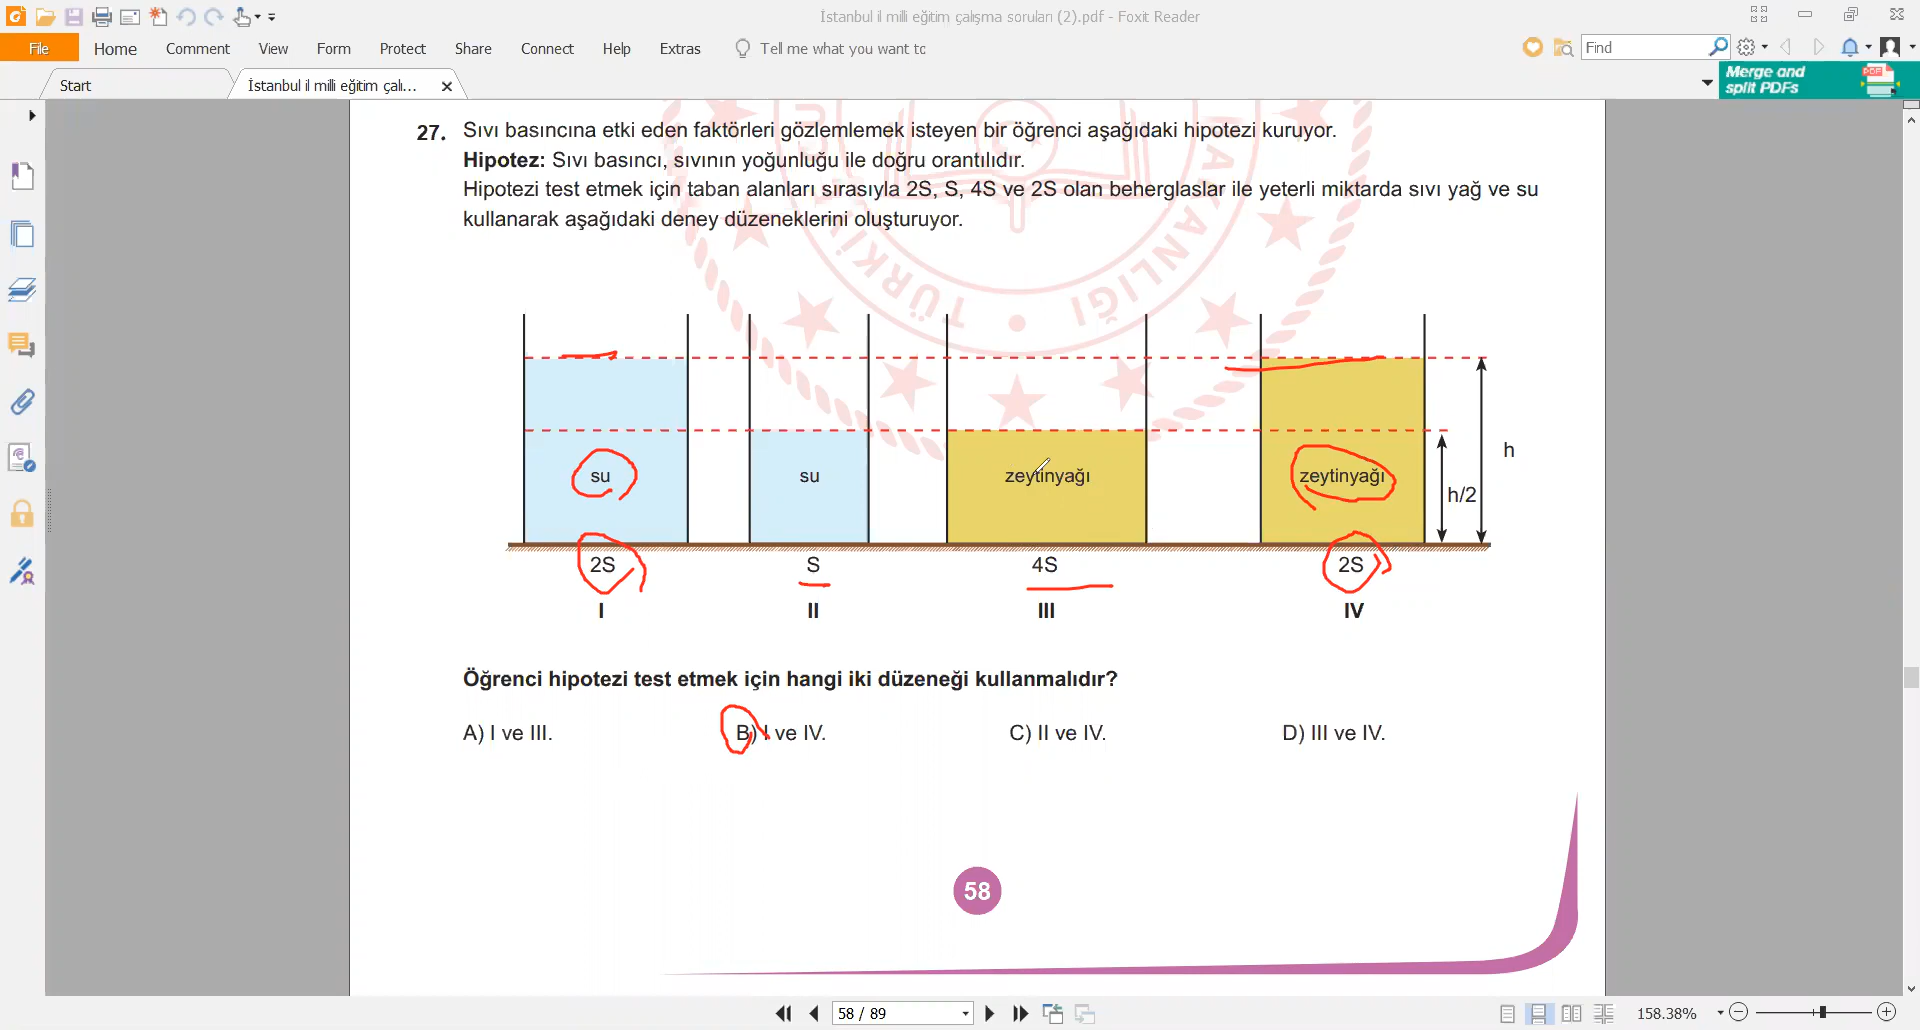 İstanbul il milli eğitim çalışma soruları (2).pdf - Foxit Reader
File Home Comment View Form Protect Share Connect Help Extras Tell me what you want to
Find
Start
İstanbul il milli eğitim çalı...
Merge and
split PDFs
PDF
27. Sıvı basıncına etki eden faktörleri gözlemlemek isteyen bir öğrenci aşağıdaki hipotezi kuruyor.
Hipotez: Sıvı basıncı, sıvının yoğunluğu ile doğru orantılıdır.
Hipotezi test etmek için taban alanları sırasıyla 2S, S, 4S ve 2S olan beherglaslar ile yeterli miktarda sıvı yağ ve su
kullanarak aşağıdaki deney düzeneklerini oluşturuyor.
su su zeytinyağı zeytinyağı
h
h/2
2S S 4S 2S
I II III IV
Öğrenci hipotezi test etmek için hangi iki düzeneği kullanmalıdır?
A) I ve III. B) I ve IV. C) II ve IV. D) III ve IV.
58
58 / 89
158.38%